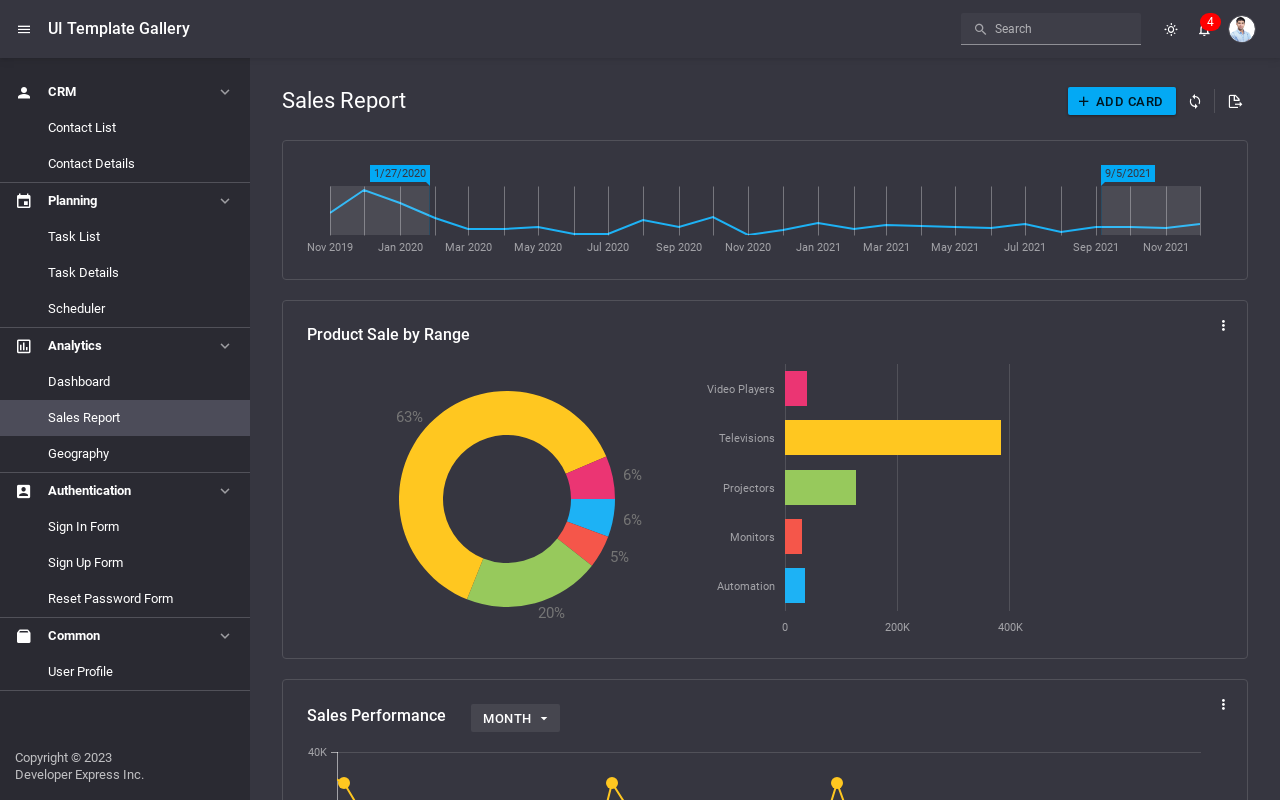 UI Template Gallery
Search
4
CRM
Contact List
Contact Details
Planning
Task List
Task Details
Scheduler
Analytics
Dashboard
Sales Report
Geography
Authentication
Sign In Form
Sign Up Form
Reset Password Form
Common
User Profile
Copyright © 2023
Developer Express Inc.
Sales Report
ADD CARD
1/27/2020
9/5/2021
Nov 2019 Jan 2020 Mar 2020 May 2020 Jul 2020 Sep 2020 Nov 2020 Jan 2021 Mar 2021 May 2021 Jul 2021 Sep 2021 Nov 2021
Product Sale by Range
63%
6%
6%
5%
20%
Video Players
Televisions
Projectors
Monitors
Automation
0 200K 400K
Sales Performance
MONTH
40K